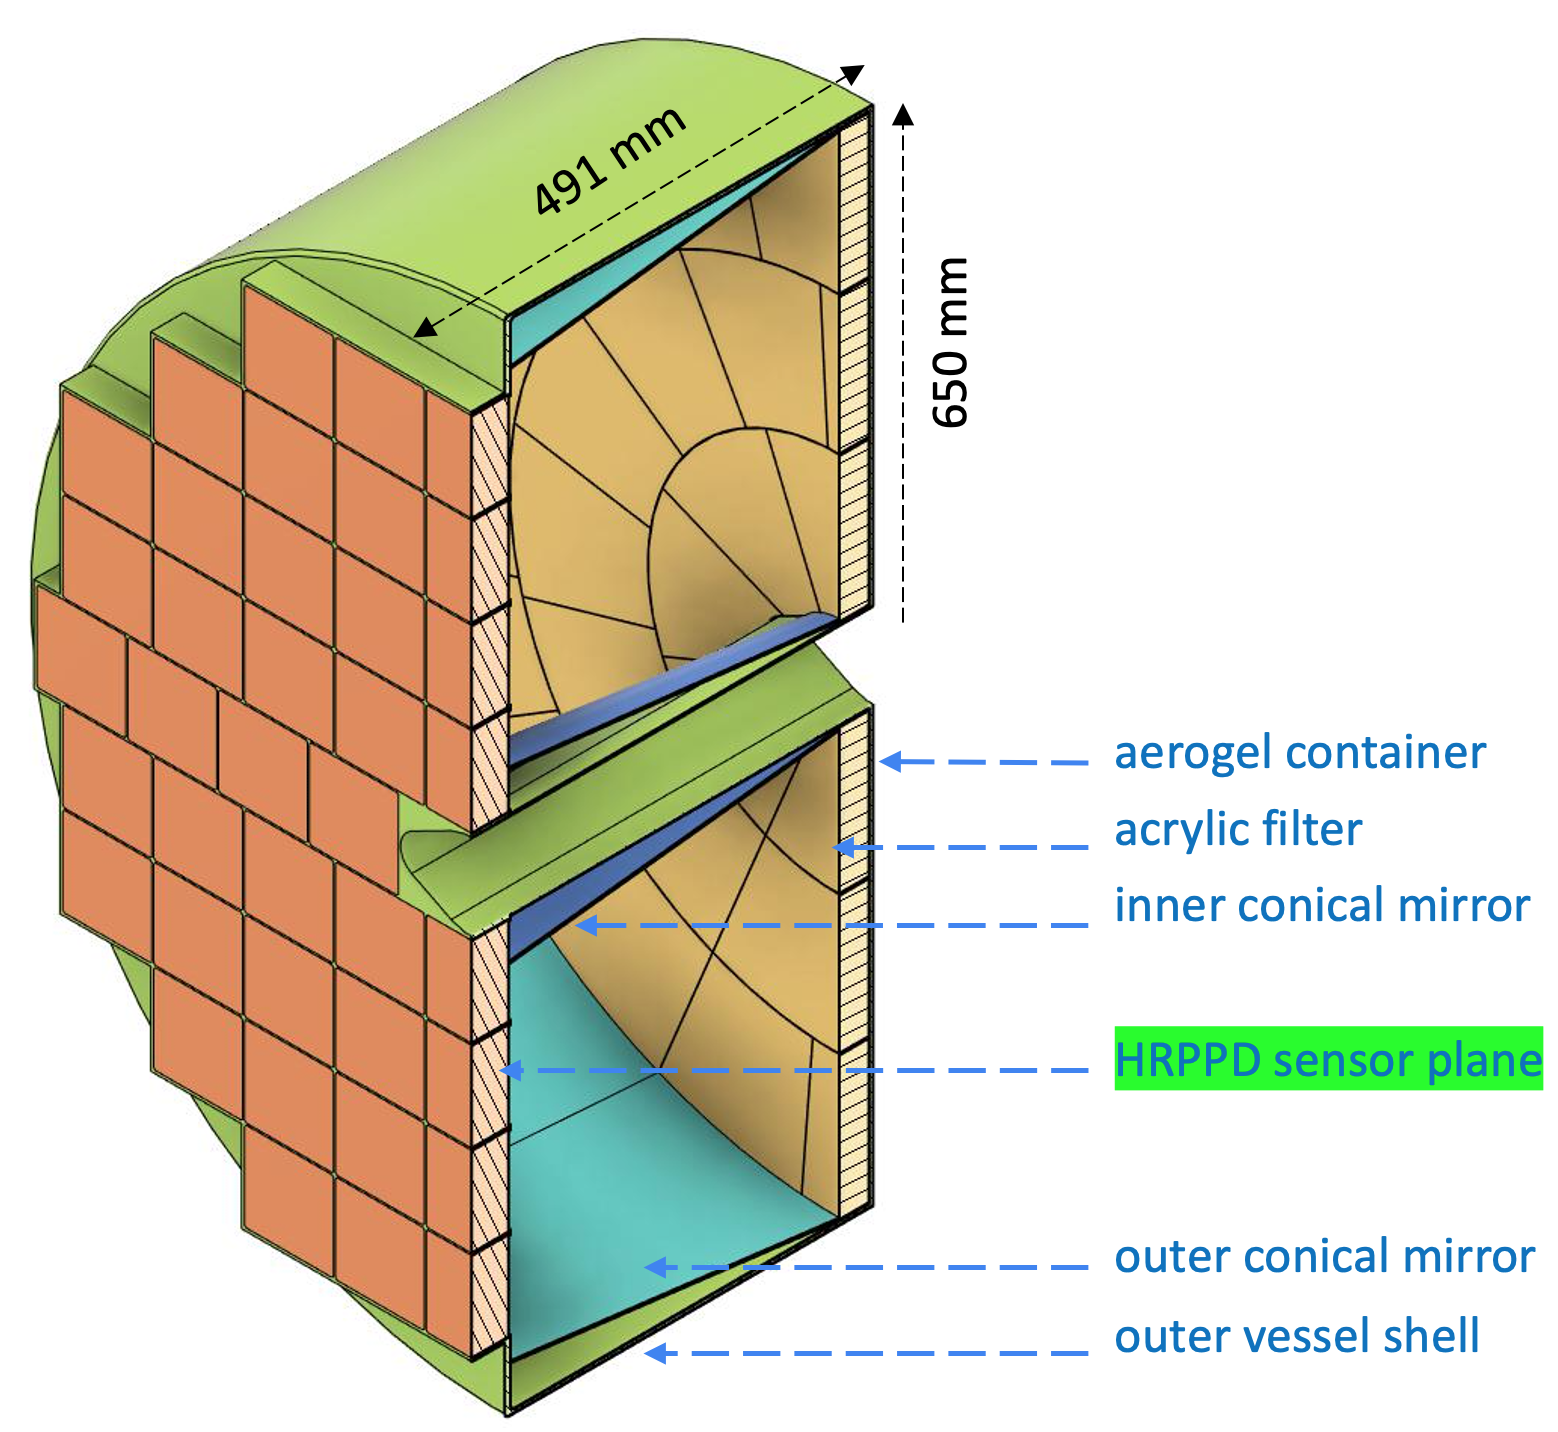 491 mm
650 mm
aerogel container
acrylic filter
inner conical mirror
HRPPD sensor plane
outer conical mirror
outer vessel shell